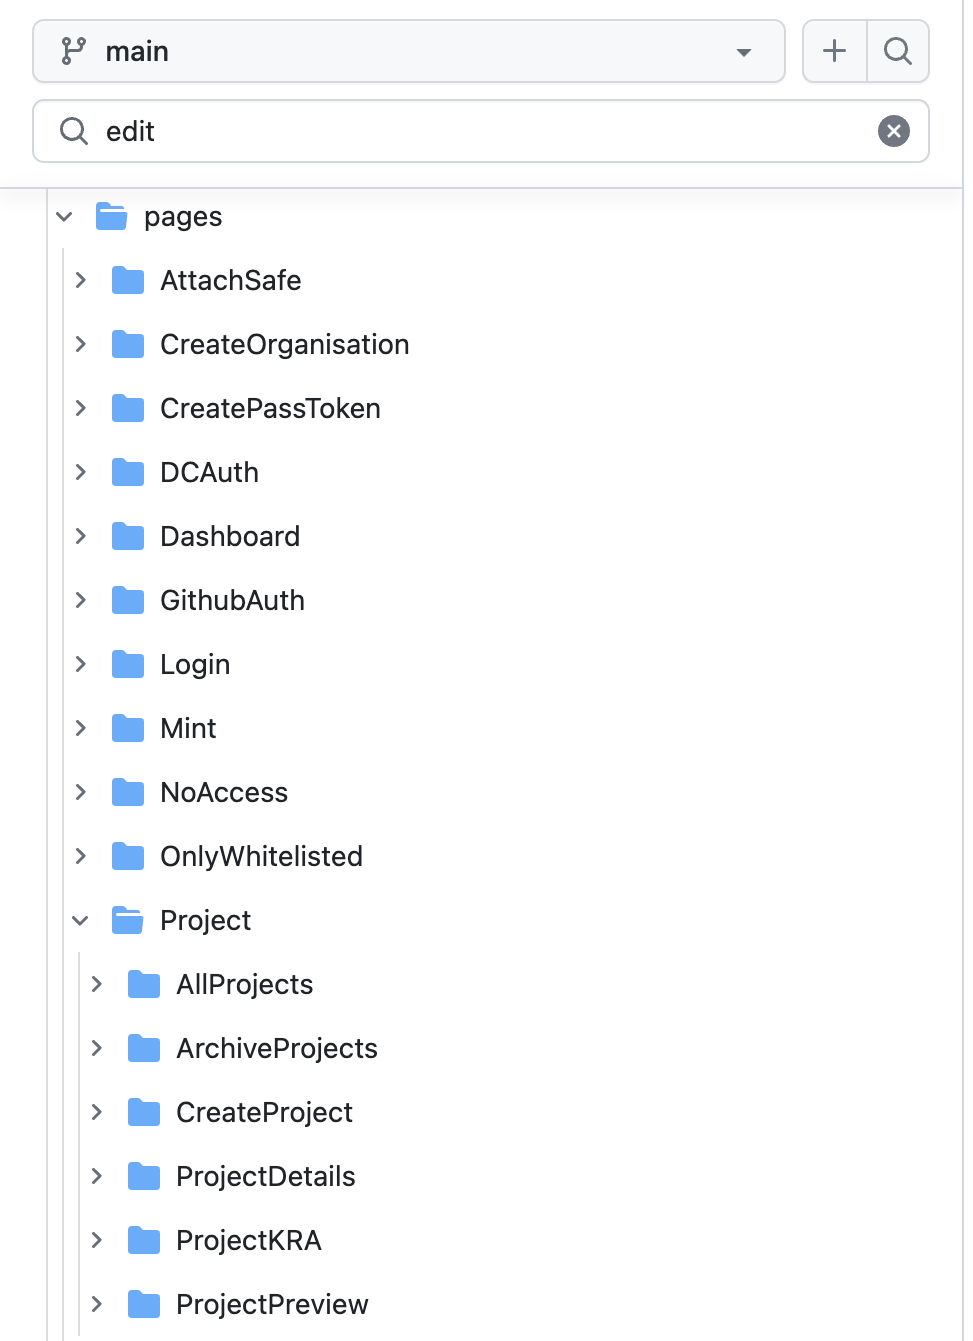 main
edit
pages
AttachSafe
CreateOrganisation
CreatePassToken
DCAuth
Dashboard
GithubAuth
Login
Mint
NoAccess
OnlyWhitelisted
Project
AllProjects
ArchiveProjects
CreateProject
ProjectDetails
ProjectKRA
ProjectPreview